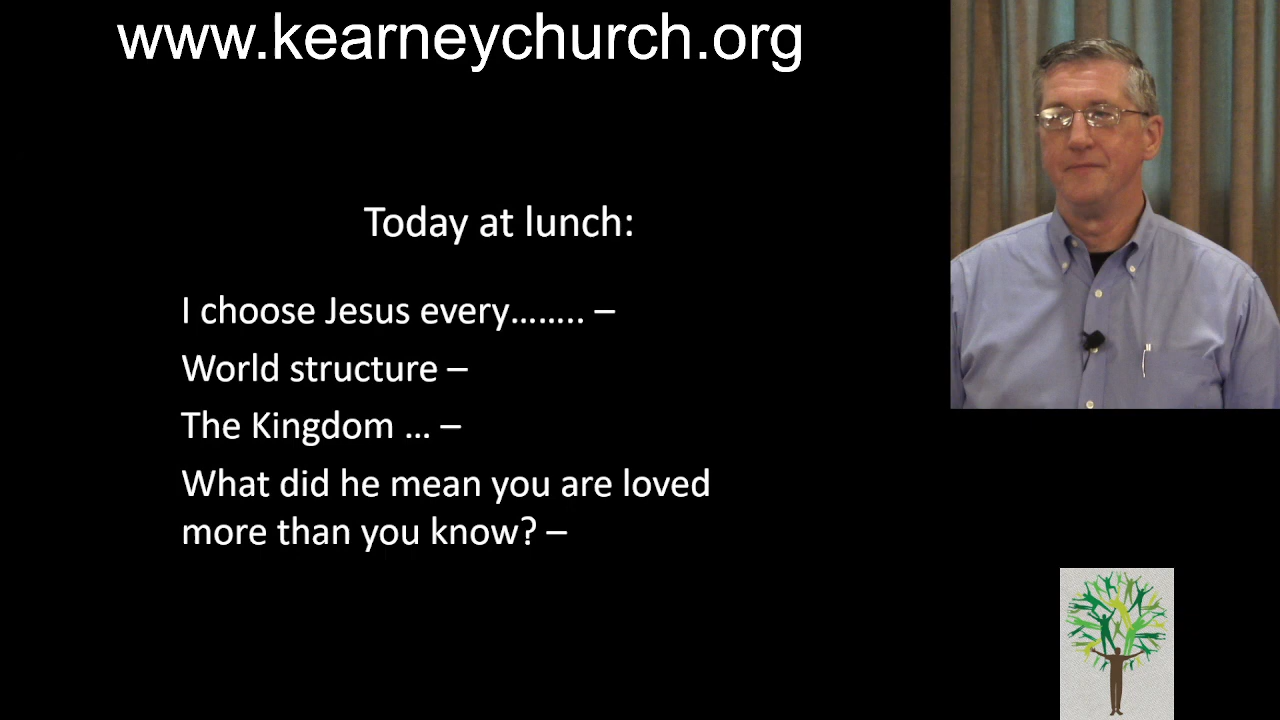 www.kearneychurch.org
Today at lunch:
I choose Jesus every…….. –
World structure –
The Kingdom … –
What did he mean you are loved
more than you know? –